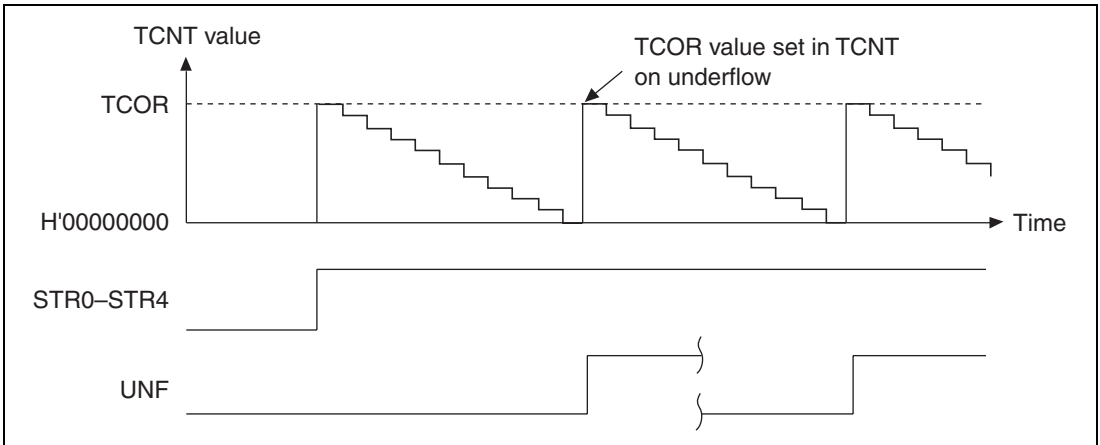 TCNT value
TCOR value set in TCNT
on underflow
TCOR
H'00000000
Time
STR0–STR4
UNF